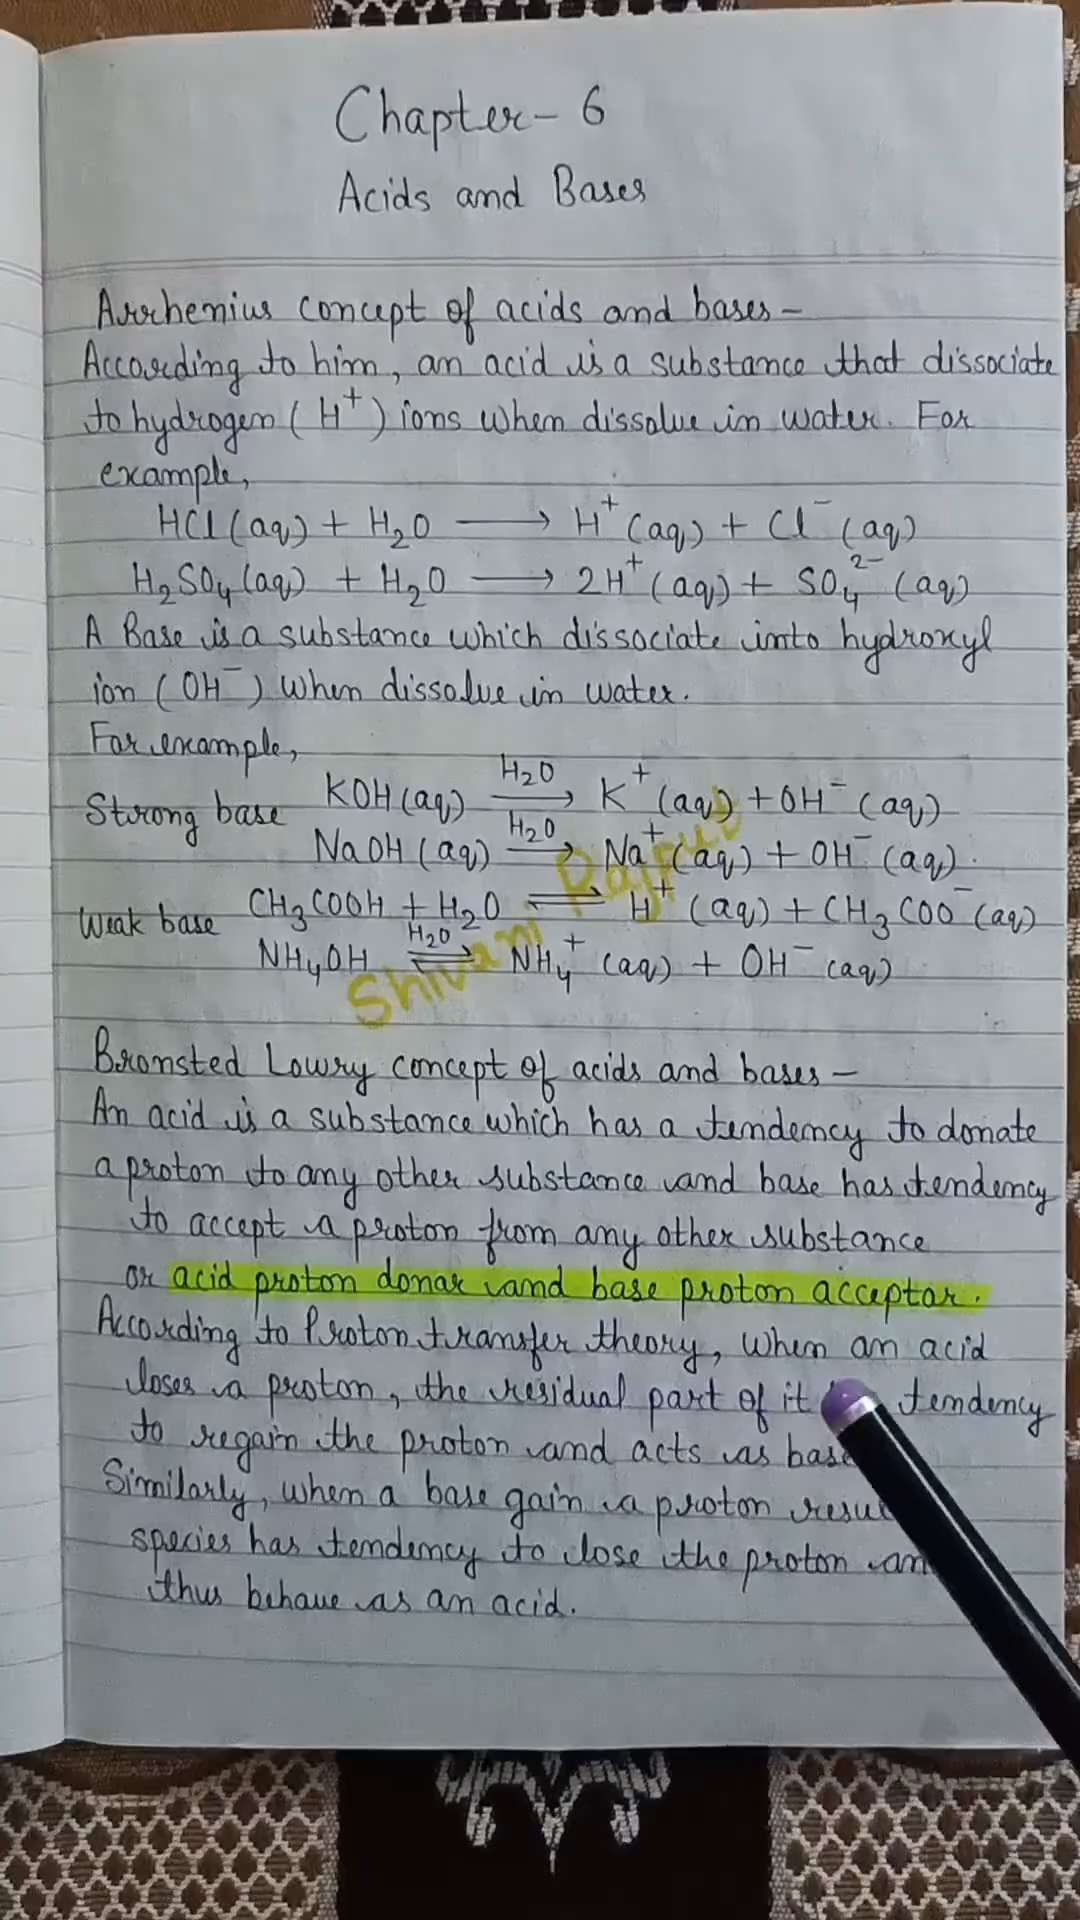 Chapter- 6
Acids and Bases
Arrhenius concept of acids and bases –
According to him, an acid is a substance that dissociate
to hydrogen (H⁺) ions when dissolve in water. For
example,
HCl (aq) + H₂O ⟶ H⁺ (aq) + Cl⁻ (aq)
H₂SO₄ (aq) + H₂O ⟶ 2H⁺ (aq) + SO₄²⁻ (aq)
A Base is a substance which dissociate into hydroxyl
ion (OH⁻) when dissolve in water.
For example,
Strong base KOH (aq) H₂O⟶ K⁺ (aq) + OH⁻ (aq)
NaOH (aq) H₂O⟶ Na⁺ (aq) + OH⁻ (aq).
Weak base CH₃COOH + H₂O ⇌ H⁺ (aq) + CH₃COO⁻ (aq)
NH₄OH H₂O⇌ NH₄⁺ (aq) + OH⁻ (aq)
Shivani Rajput
Bronsted Lowry concept of acids and bases –
An acid is a substance which has a tendency to donate
a proton to any other substance and base has tendency
to accept a proton from any other substance
or acid proton donar and base proton acceptar.
According to Proton transfer theory, when an acid
loses a proton, the residual part of it tendency
to regain the proton and acts as base
Similarly, when a base gain a proton
species has tendency to lose the proton
thus behave as an acid.